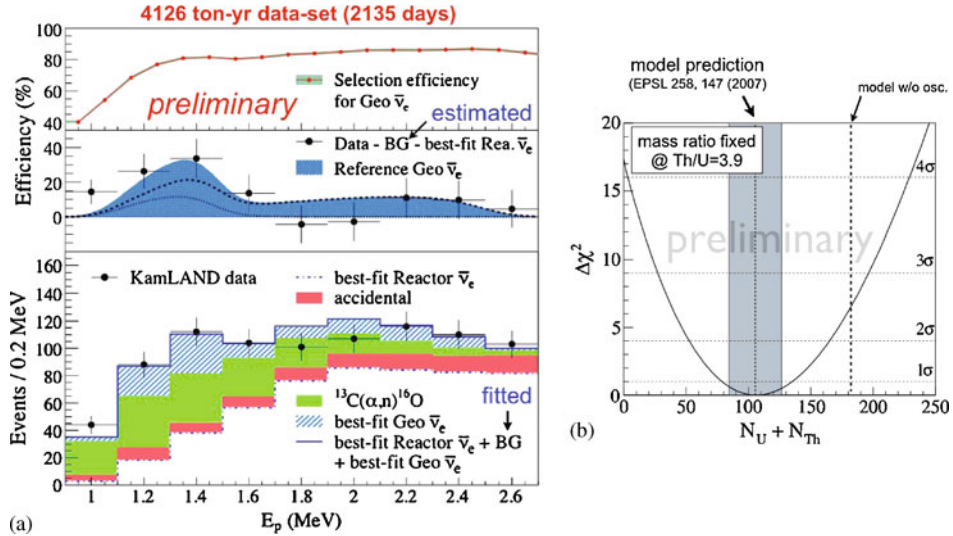 4126 ton-yr data-set (2135 days)
Efficiency (%)
100
80
60
40
preliminary
Selection efficiency
for Geo ν̅e
estimated
Efficiency
40
20
0
Data - BG - best-fit Rea. ν̅e
Reference Geo ν̅e
Events / 0.2 MeV
160
140
120
100
80
60
40
20
0
KamLAND data
best-fit Reactor ν̅e
accidental
¹³C(α,n)¹⁶O
fitted
best-fit Geo ν̅e
best-fit Reactor ν̅e + BG
+ best-fit Geo ν̅e
1 1.2 1.4 1.6 1.8 2 2.2 2.4 2.6
Ep (MeV)
(a)
model prediction
(EPSL 258, 147 (2007)
model w/o osc.
mass ratio fixed
@ Th/U=3.9
preliminary
Δχ²
20
15
10
5
0
4σ
3σ
2σ
1σ
0 50 100 150 200 250
NU + NTh
(b)